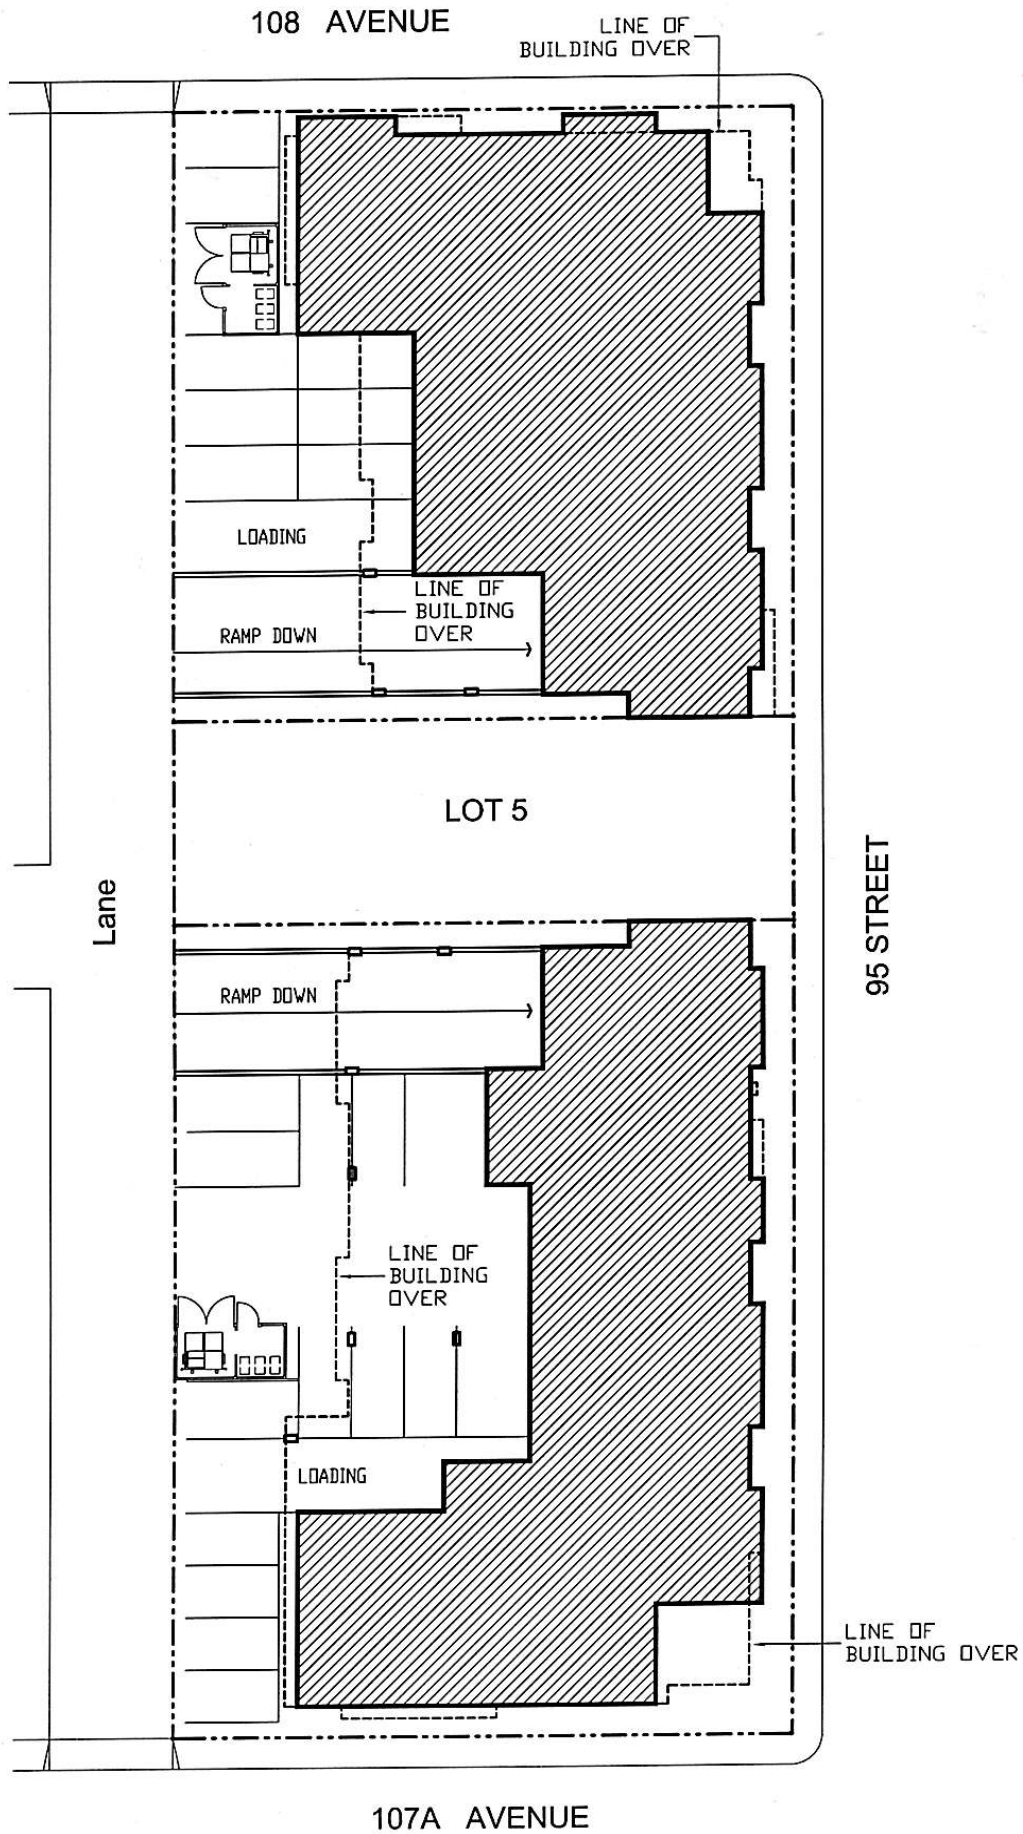 108 AVENUE
LINE OF
BUILDING OVER
LOADING
LINE OF
BUILDING
OVER
RAMP DOWN
LOT 5
Lane
95 STREET
RAMP DOWN
LINE OF
BUILDING
OVER
LOADING
LINE OF
BUILDING OVER
107A AVENUE